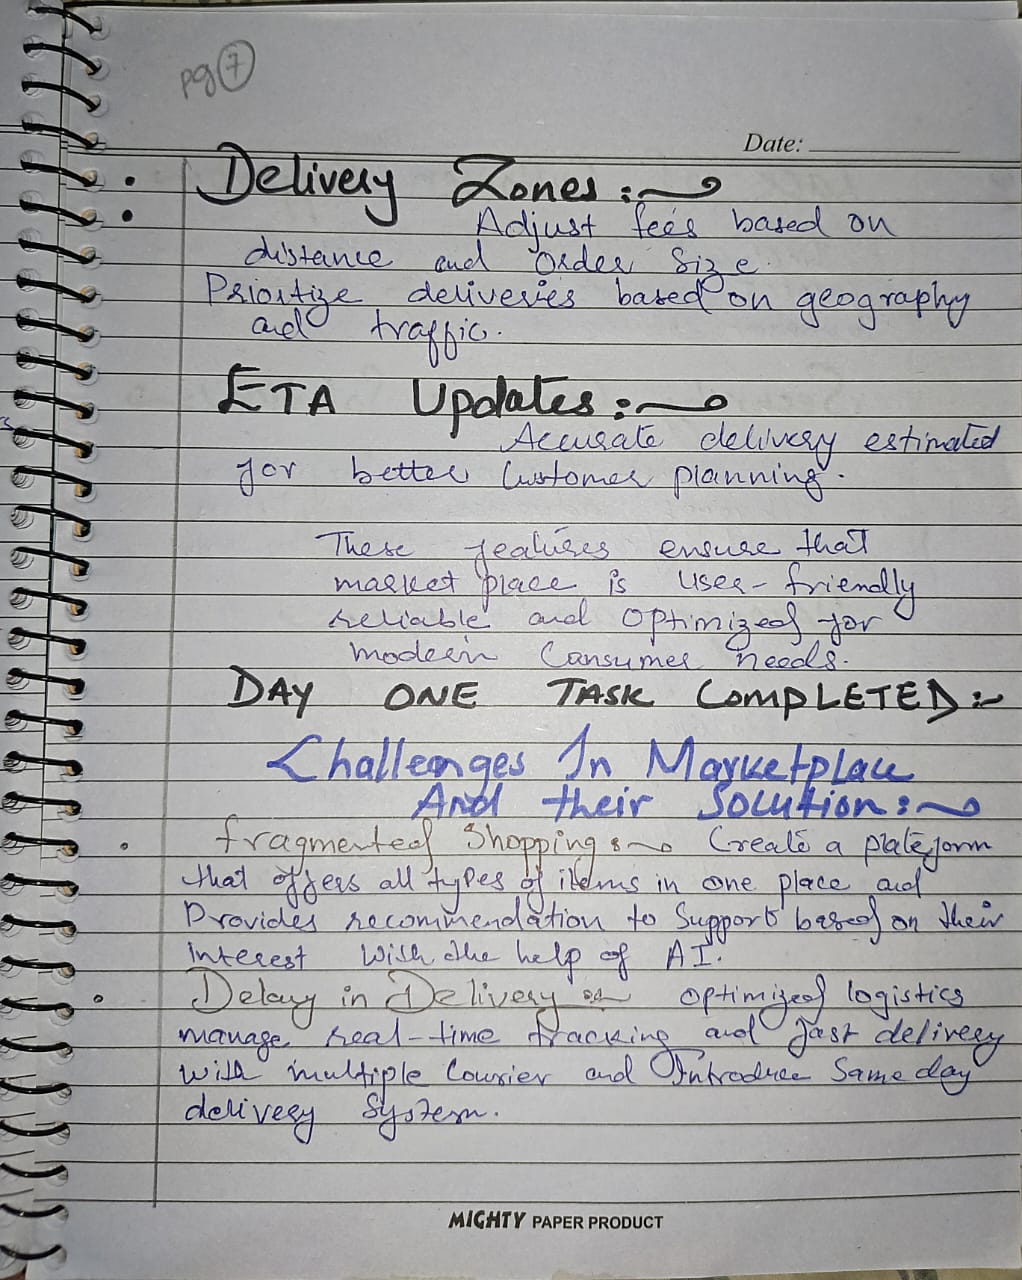 pg 7
Date:
• Delivery Zones :~
• Adjust fees based on
distance and Order Size.
Prioritize deliveries based on geography
and traffic.
ETA Updates :~
Accurate delivery estimated
for better Customer planning.
These features ensure that
market place is user-friendly
reliable and optimized for
modern Consumer needs.
DAY ONE TASK COMPLETED :~
Challenges In Marketplace
And their Solution :~
• fragmented Shopping :~ Create a plateform
that offers all types of items in one place and
Provides recommendation to Support based on their
Interest With the help of AI.
• Delay in Delivery :~ optimized logistics
manage real-time tracking and fast delivery
with multiple Courier and Introduce Same day
delivery System.
MIGHTY PAPER PRODUCT